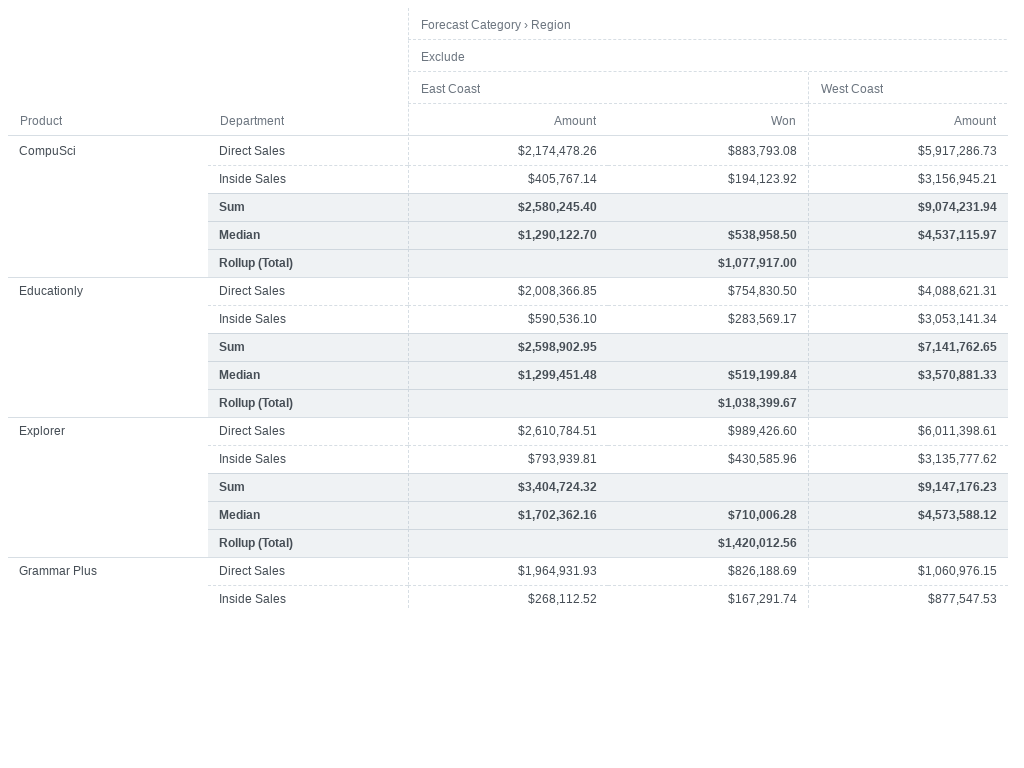 Forecast Category › Region
Exclude
East Coast West Coast
Product Department Amount Won Amount
CompuSci Direct Sales $2,174,478.26 $883,793.08 $5,917,286.73
Inside Sales $405,767.14 $194,123.92 $3,156,945.21
Sum $2,580,245.40 $9,074,231.94
Median $1,290,122.70 $538,958.50 $4,537,115.97
Rollup (Total) $1,077,917.00
Educationly Direct Sales $2,008,366.85 $754,830.50 $4,088,621.31
Inside Sales $590,536.10 $283,569.17 $3,053,141.34
Sum $2,598,902.95 $7,141,762.65
Median $1,299,451.48 $519,199.84 $3,570,881.33
Rollup (Total) $1,038,399.67
Explorer Direct Sales $2,610,784.51 $989,426.60 $6,011,398.61
Inside Sales $793,939.81 $430,585.96 $3,135,777.62
Sum $3,404,724.32 $9,147,176.23
Median $1,702,362.16 $710,006.28 $4,573,588.12
Rollup (Total) $1,420,012.56
Grammar Plus Direct Sales $1,964,931.93 $826,188.69 $1,060,976.15
Inside Sales $268,112.52 $167,291.74 $877,547.53